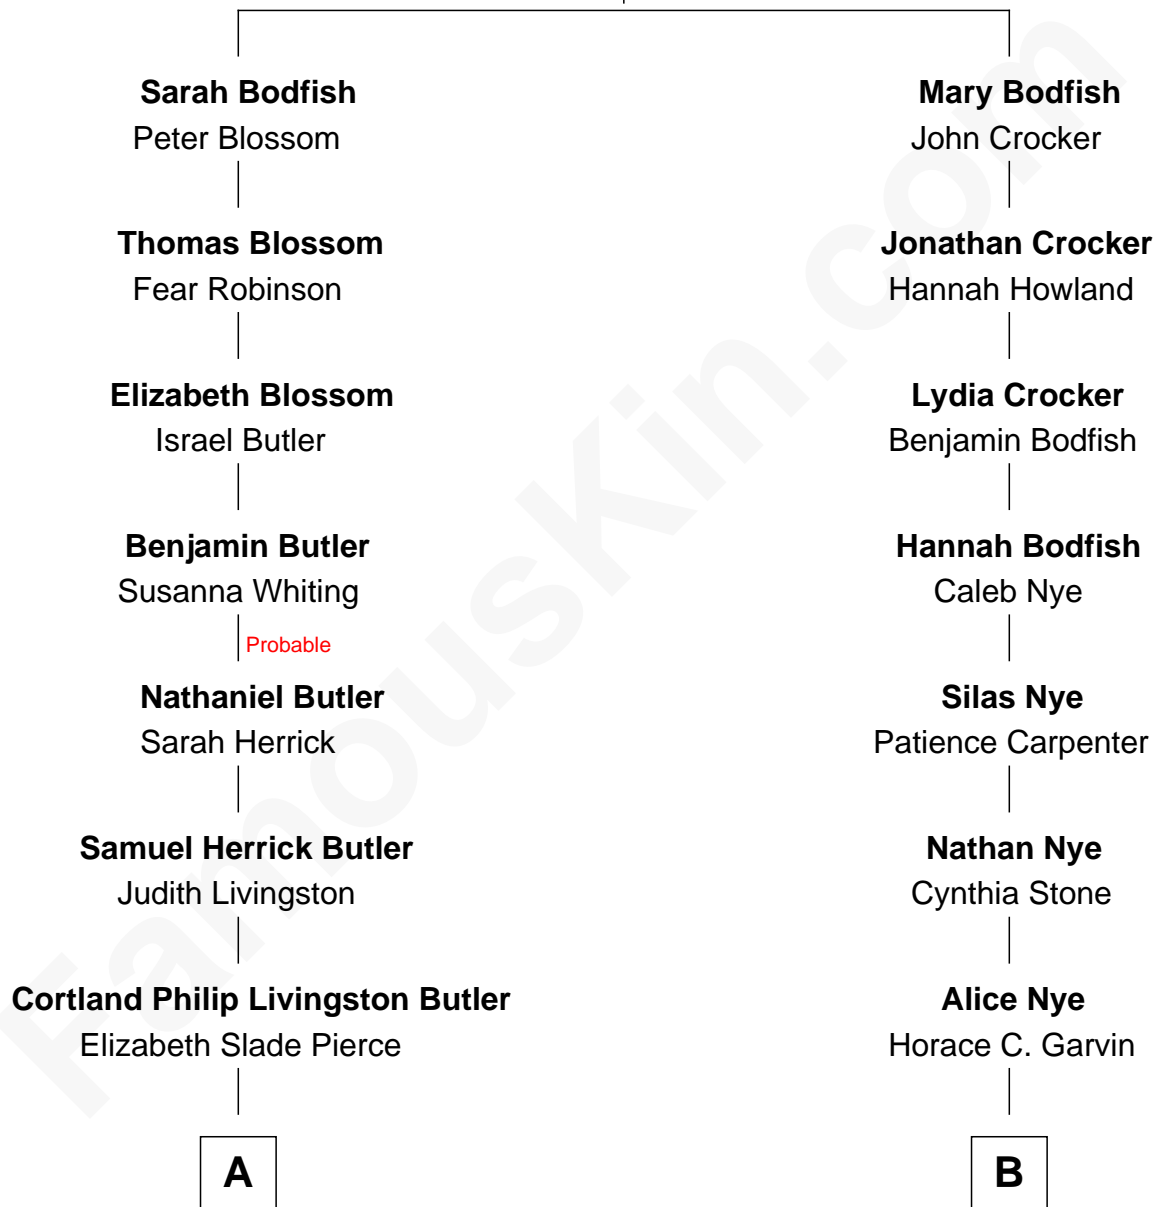 Sarah Bodfish
Peter Blossom
Thomas Blossom
Fear Robinson
Elizabeth Blossom
Israel Butler
Benjamin Butler
Susanna Whiting
Probable
Nathaniel Butler
Sarah Herrick
Samuel Herrick Butler
Judith Livingston
Cortland Philip Livingston Butler
Elizabeth Slade Pierce
A
Mary Bodfish
John Crocker
Jonathan Crocker
Hannah Howland
Lydia Crocker
Benjamin Bodfish
Hannah Bodfish
Caleb Nye
Silas Nye
Patience Carpenter
Nathan Nye
Cynthia Stone
Alice Nye
Horace C. Garvin
B
FamousKin.com